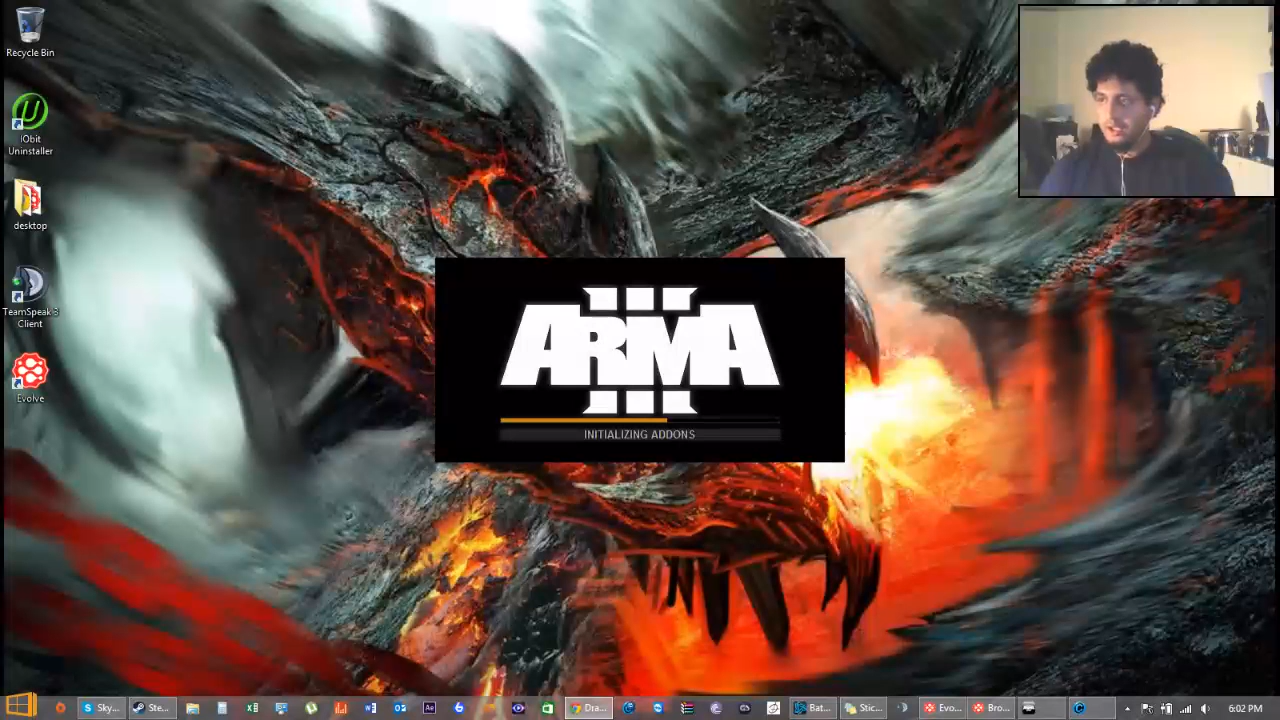 Recycle Bin
IObit
Uninstaller
desktop
TeamSpeak 3
Client
Evolve
III
ARMA
III
INITIALIZING ADDONS
Sky...
Ste...
Dra...
Bat...
Stic...
Evo...
Bro...
6:02 PM